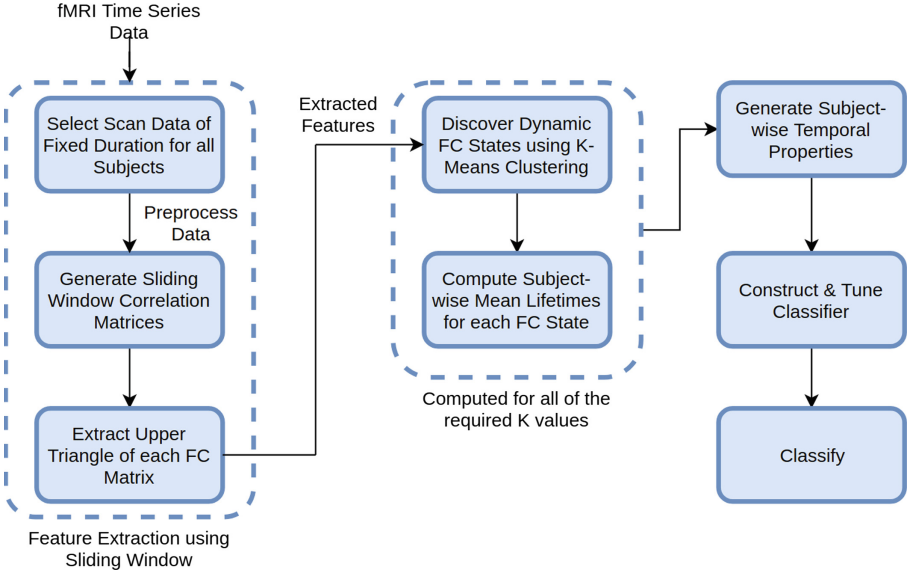 fMRI Time Series
Data
Select Scan Data of
Fixed Duration for all
Subjects
Preprocess
Data
Generate Sliding
Window Correlation
Matrices
Extract Upper
Triangle of each FC
Matrix
Feature Extraction using
Sliding Window
Extracted
Features
Discover Dynamic
FC States using K-
Means Clustering
Compute Subject-
wise Mean Lifetimes
for each FC State
Computed for all of the
required K values
Generate Subject-
wise Temporal
Properties
Construct & Tune
Classifier
Classify